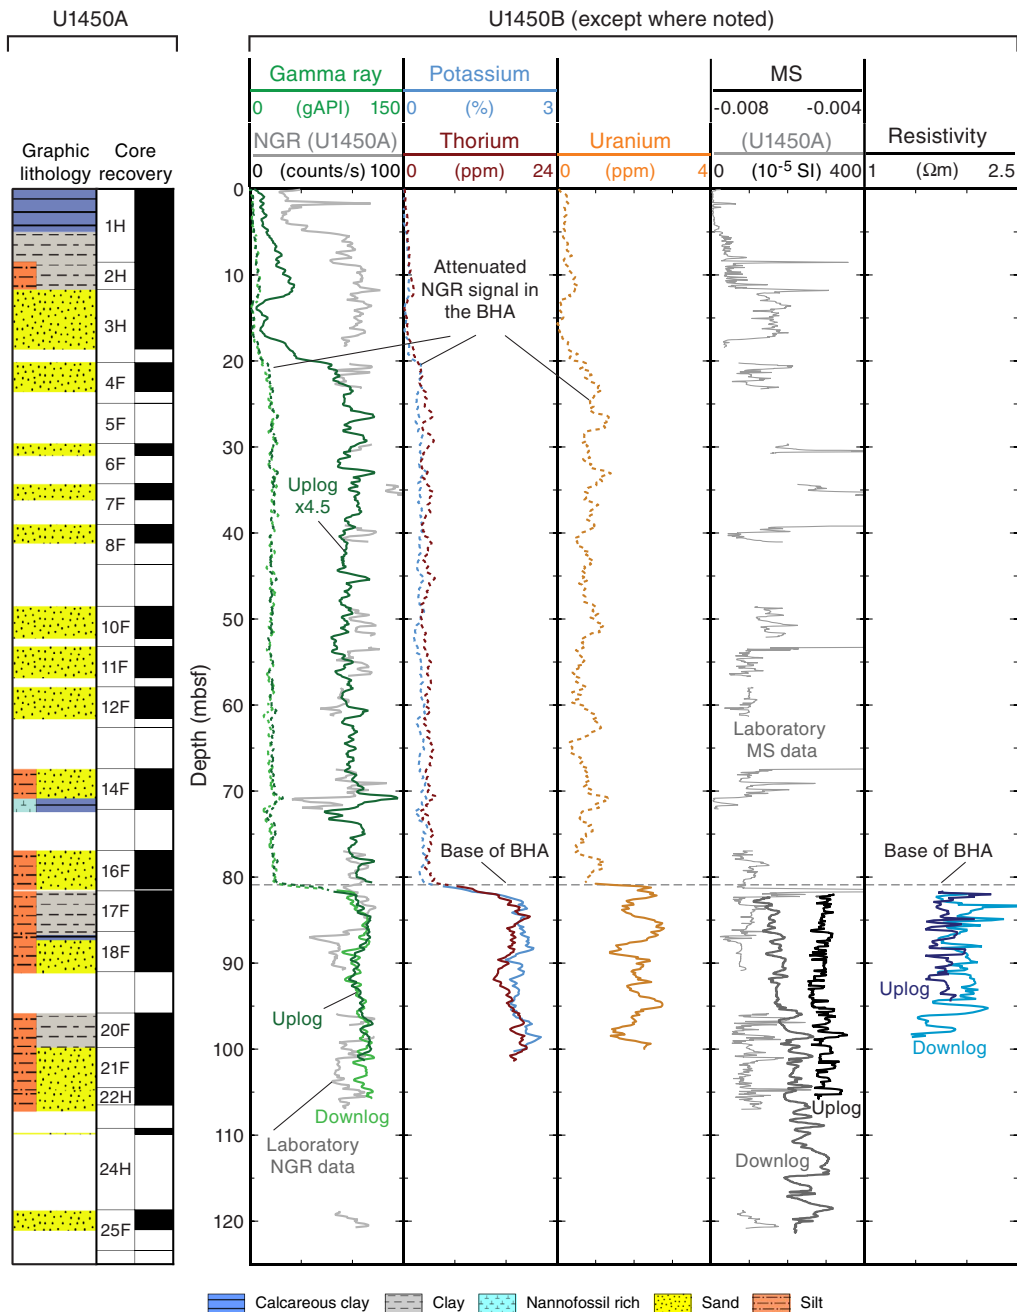 U1450A
U1450B (except where noted)
Gamma ray
0 (gAPI) 150
NGR (U1450A)
0 (counts/s) 100
Potassium
0 (%) 3
Thorium
0 (ppm) 24
Uranium
0 (ppm) 4
MS
-0.008 -0.004
(U1450A)
0 (10-5 SI) 400
Resistivity
1 (Ωm) 2.5
Graphic
lithology
Core
recovery
Depth (mbsf)
0
10
20
30
40
50
60
70
80
90
100
110
120
1H
2H
3H
4F
5F
6F
7F
8F
10F
11F
12F
14F
16F
17F
18F
20F
21F
22H
24H
25F
Attenuated
NGR signal in
the BHA
Uplog
x4.5
Laboratory
MS data
Base of BHA
Base of BHA
Uplog
Downlog
Laboratory
NGR data
Uplog
Downlog
Uplog
Downlog
Calcareous clay
Clay
Nannofossil rich
Sand
Silt